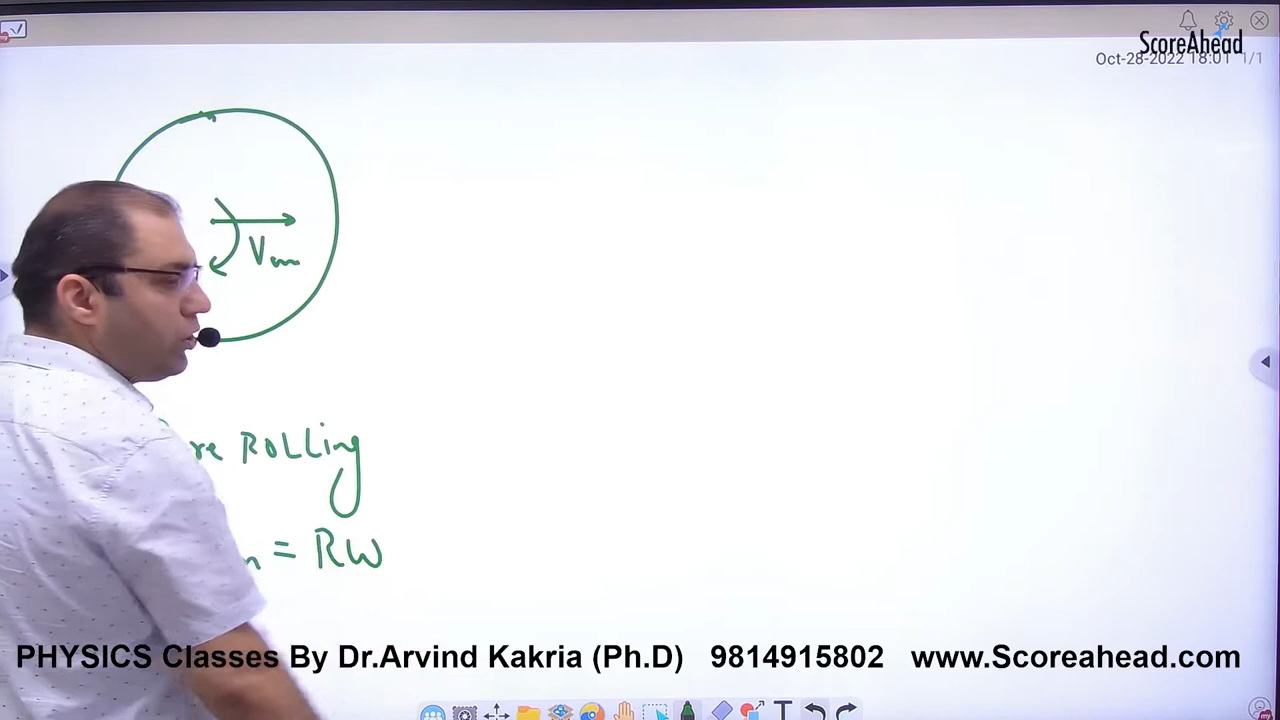 ScoreAhead
Oct-28-2022 18:01 1/1
Vcm
re ROLLing
m = RW
PHYSICS Classes By Dr.Arvind Kakria (Ph.D) 9814915802 www.Scoreahead.com